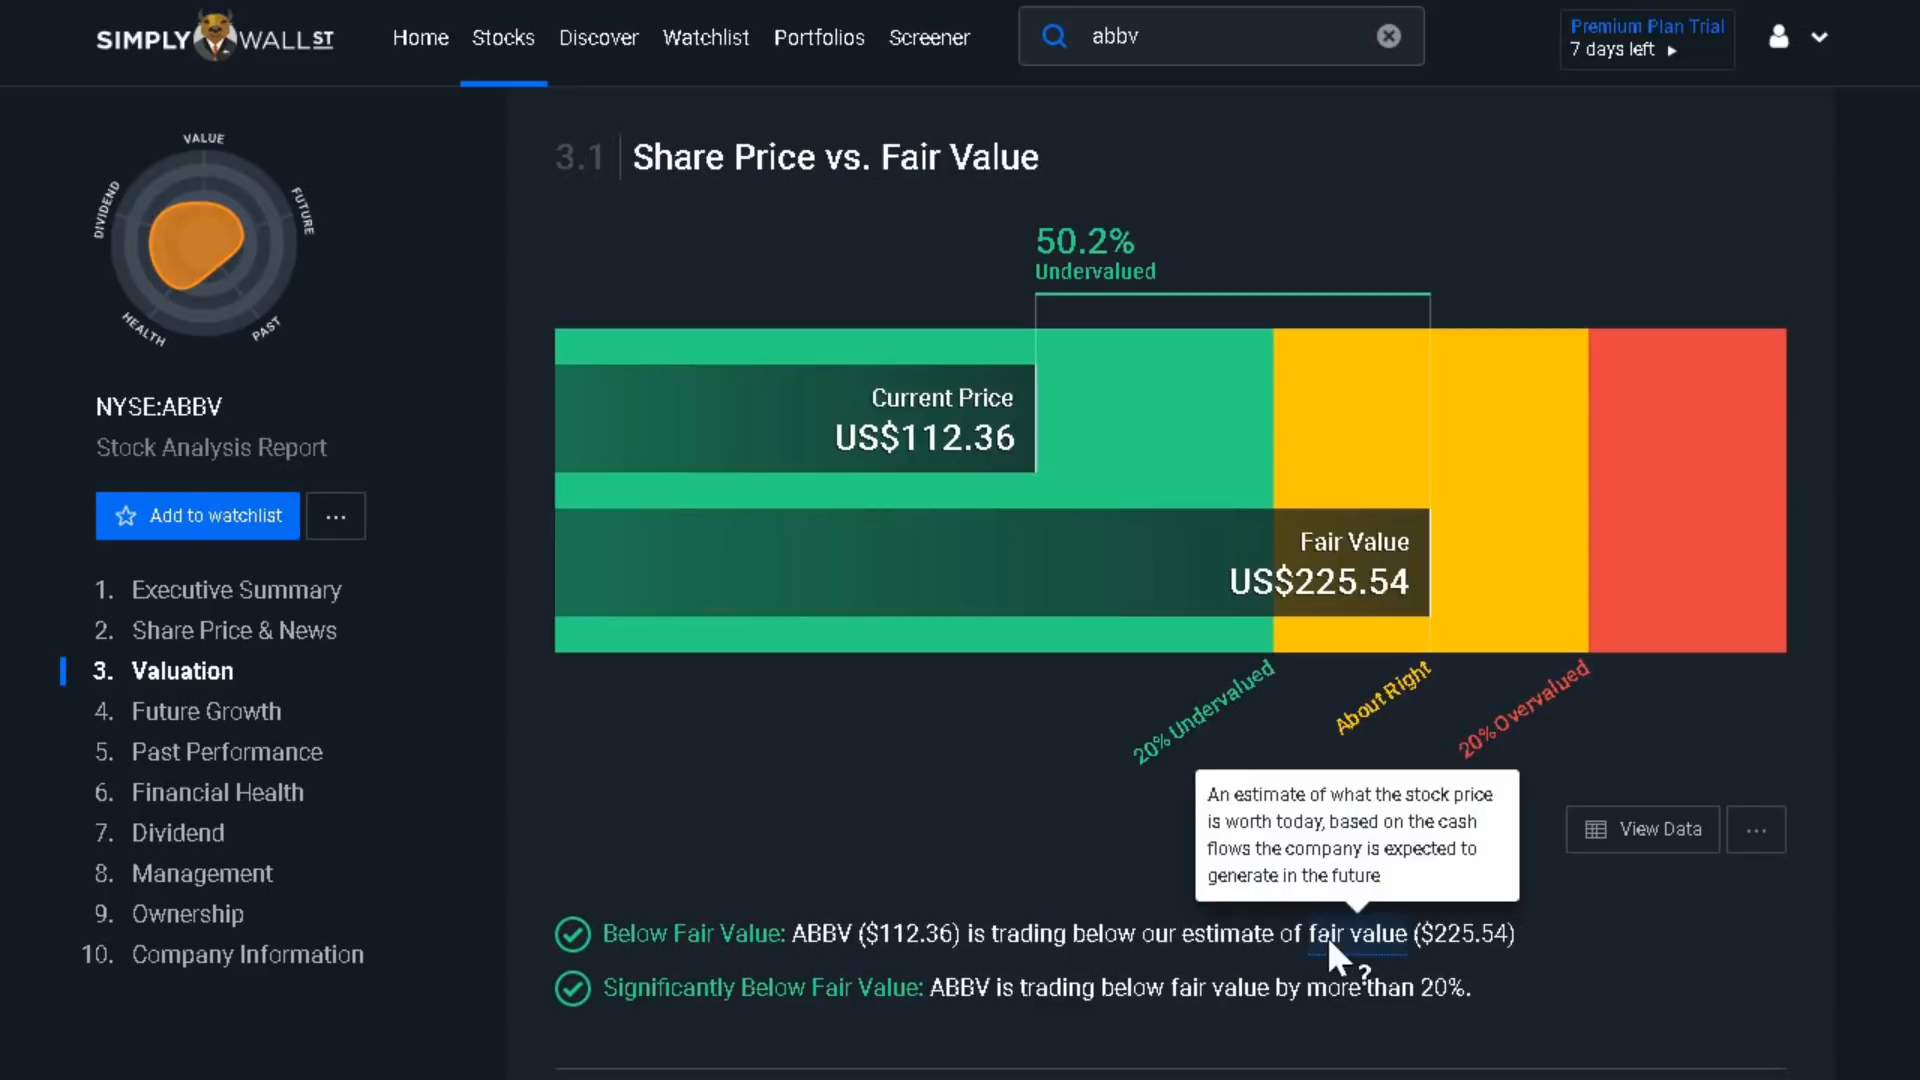 SIMPLY WALL ST
Home
Stocks
Discover
Watchlist
Portfolios
Screener
abbv
Premium Plan Trial
7 days left
VALUE
FUTURE
PAST
HEALTH
DIVIDEND
NYSE:ABBV
Stock Analysis Report
Add to watchlist
...
1. Executive Summary
2. Share Price & News
3. Valuation
4. Future Growth
5. Past Performance
6. Financial Health
7. Dividend
8. Management
9. Ownership
10. Company Information
3.1 Share Price vs. Fair Value
50.2%
Undervalued
Current Price
US$112.36
Fair Value
US$225.54
20% Undervalued
About Right
20% Overvalued
An estimate of what the stock price
is worth today, based on the cash
flows the company is expected to
generate in the future
View Data
...
Below Fair Value: ABBV ($112.36) is trading below our estimate of fair value ($225.54)
Significantly Below Fair Value: ABBV is trading below fair value by more than 20%.